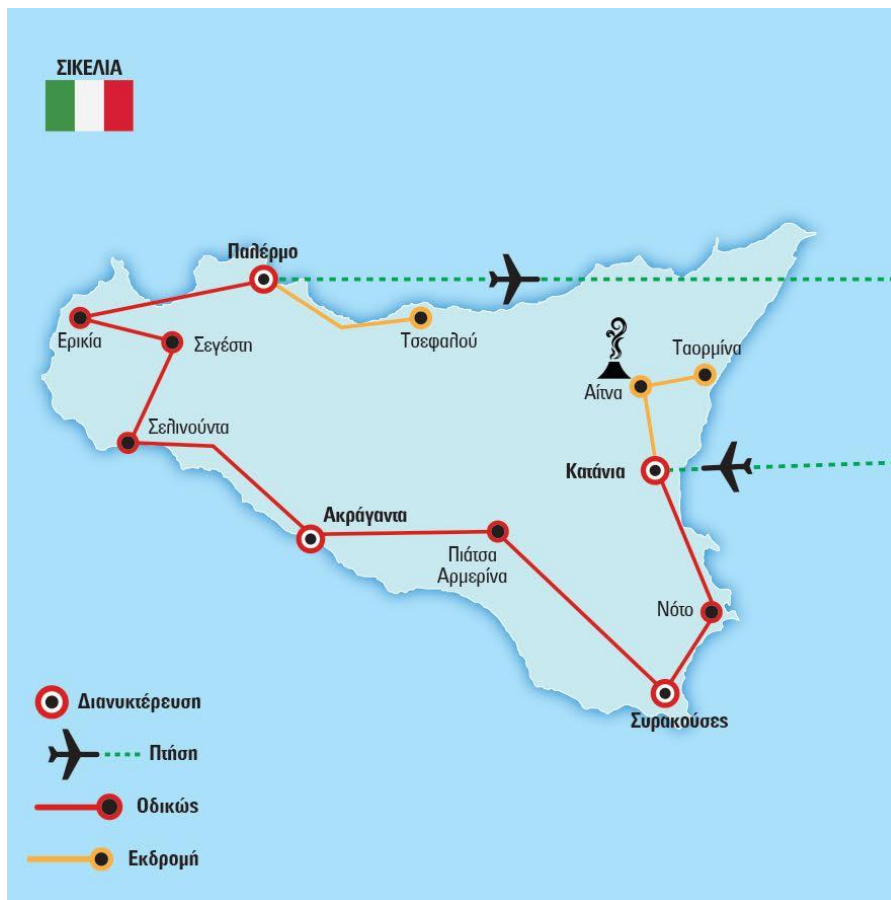 ΣΙΚΕΛΙΑ
Παλέρμο
Ερικία
Σεγέστη
Τσεφαλού
Ταορμίνα
Αίτνα
Σελινούντα
Κατάνια
Ακράγαντα
Πιάτσα
Αρμερίνα
Νότο
Συρακούσες
Διανυκτέρευση
Πτήση
Οδικώς
Εκδρομή